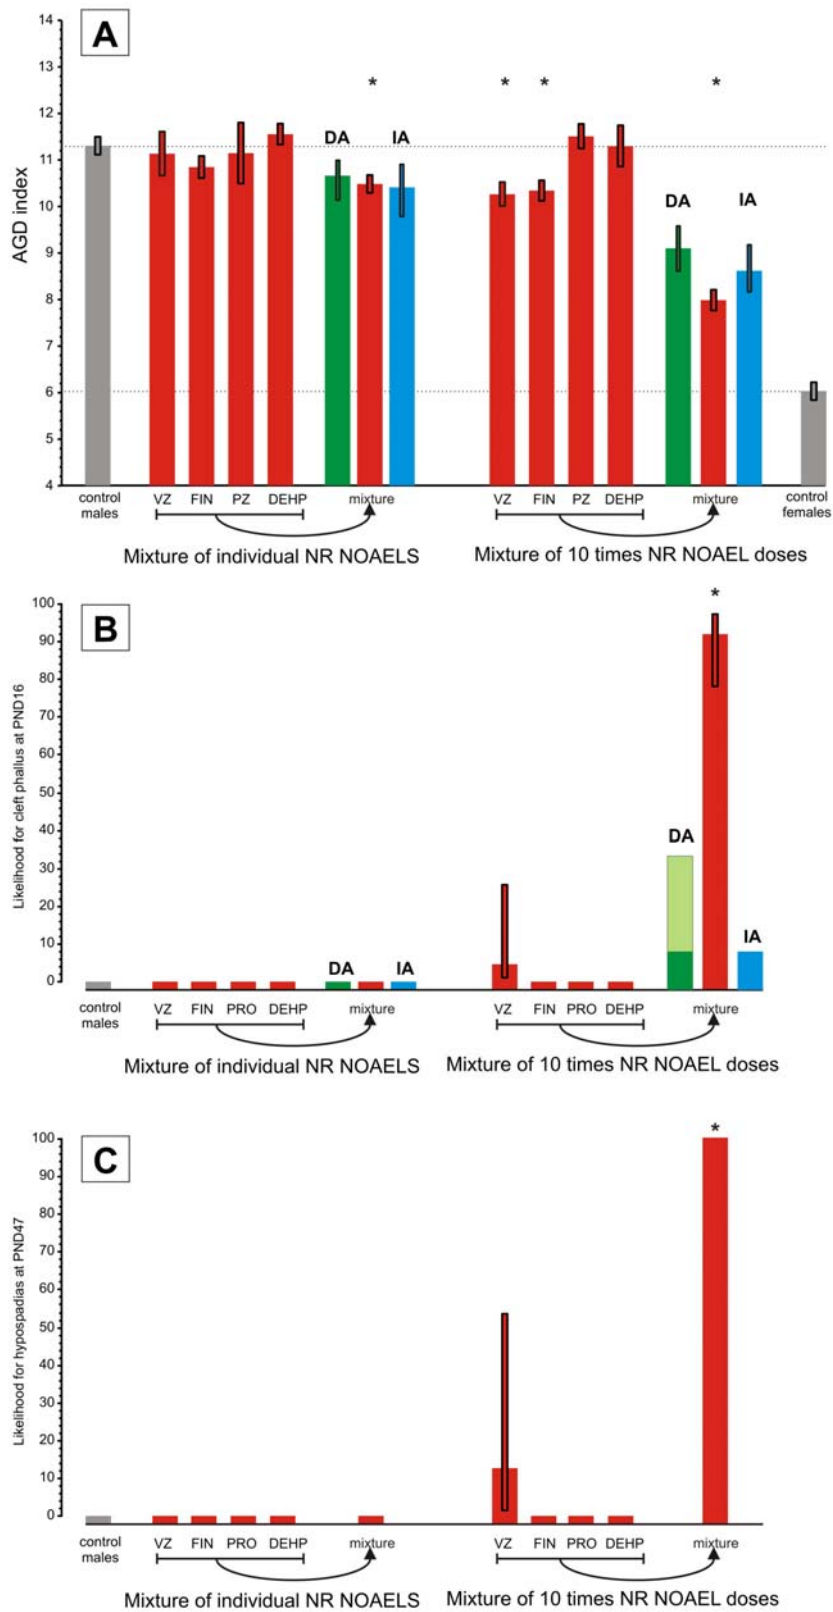 A
14
13
12
11
10
9
8
7
6
5
4
AGD index
* * * *
DA IA
DA IA
control males VZ FIN PZ DEHP mixture VZ FIN PZ DEHP mixture control females
Mixture of individual NR NOAELS Mixture of 10 times NR NOAEL doses
B
100
90
80
70
60
50
40
30
20
10
0
Likelihood for cleft phallus at PND16
*
DA IA
DA IA
control males VZ FIN PRO DEHP mixture VZ FIN PRO DEHP mixture
Mixture of individual NR NOAELS Mixture of 10 times NR NOAEL doses
C
100
90
80
70
60
50
40
30
20
10
0
Likelihood for hypospadias at PND47
*
control males VZ FIN PRO DEHP mixture VZ FIN PRO DEHP mixture
Mixture of individual NR NOAELS Mixture of 10 times NR NOAEL doses